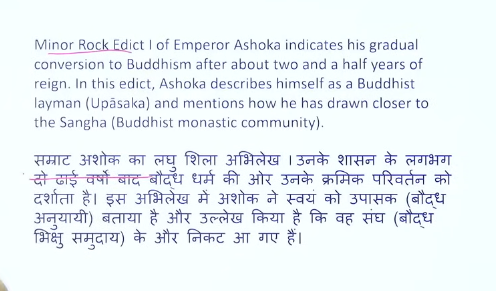 Minor Rock Edict I of Emperor Ashoka indicates his gradual
conversion to Buddhism after about two and a half years of
reign. In this edict, Ashoka describes himself as a Buddhist
layman (Upāsaka) and mentions how he has drawn closer to
the Sangha (Buddhist monastic community).
सम्राट अशोक का लघु शिला अभिलेख । उनके शासन के लगभग
दो ढाई वर्षों बाद बौद्ध धर्म की ओर उनके क्रमिक परिवर्तन को
दर्शाता है। इस अभिलेख में अशोक ने स्वयं को उपासक (बौद्ध
अनुयायी) बताया है और उल्लेख किया है कि वह संघ (बौद्ध
भिक्षु समुदाय) के और निकट आ गए हैं।